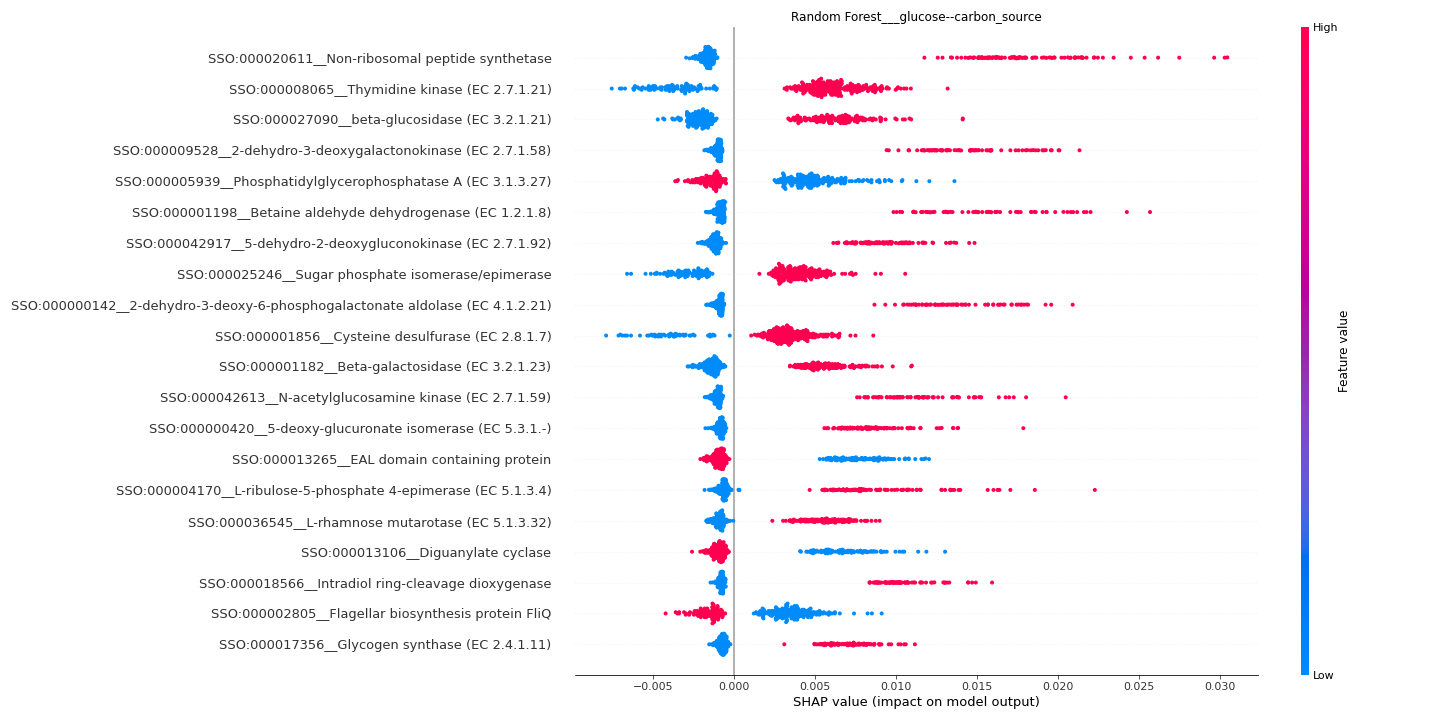 Random Forest___glucose--carbon_source
High
SSO:000020611__Non-ribosomal peptide synthetase
SSO:000008065__Thymidine kinase (EC 2.7.1.21)
SSO:000027090__beta-glucosidase (EC 3.2.1.21)
SSO:000009528__2-dehydro-3-deoxygalactonokinase (EC 2.7.1.58)
SSO:000005939__Phosphatidylglycerophosphatase A (EC 3.1.3.27)
SSO:000001198__Betaine aldehyde dehydrogenase (EC 1.2.1.8)
SSO:000042917__5-dehydro-2-deoxygluconokinase (EC 2.7.1.92)
SSO:000025246__Sugar phosphate isomerase/epimerase
SSO:000000142__2-dehydro-3-deoxy-6-phosphogalactonate aldolase (EC 4.1.2.21)
SSO:000001856__Cysteine desulfurase (EC 2.8.1.7)
SSO:000001182__Beta-galactosidase (EC 3.2.1.23)
SSO:000042613__N-acetylglucosamine kinase (EC 2.7.1.59)
SSO:000000420__5-deoxy-glucuronate isomerase (EC 5.3.1.-)
SSO:000013265__EAL domain containing protein
SSO:000004170__L-ribulose-5-phosphate 4-epimerase (EC 5.1.3.4)
SSO:000036545__L-rhamnose mutarotase (EC 5.1.3.32)
SSO:000013106__Diguanylate cyclase
SSO:000018566__Intradiol ring-cleavage dioxygenase
SSO:000002805__Flagellar biosynthesis protein FliQ
SSO:000017356__Glycogen synthase (EC 2.4.1.11)
Feature value
Low
−0.005 0.000 0.005 0.010 0.015 0.020 0.025 0.030
SHAP value (impact on model output)